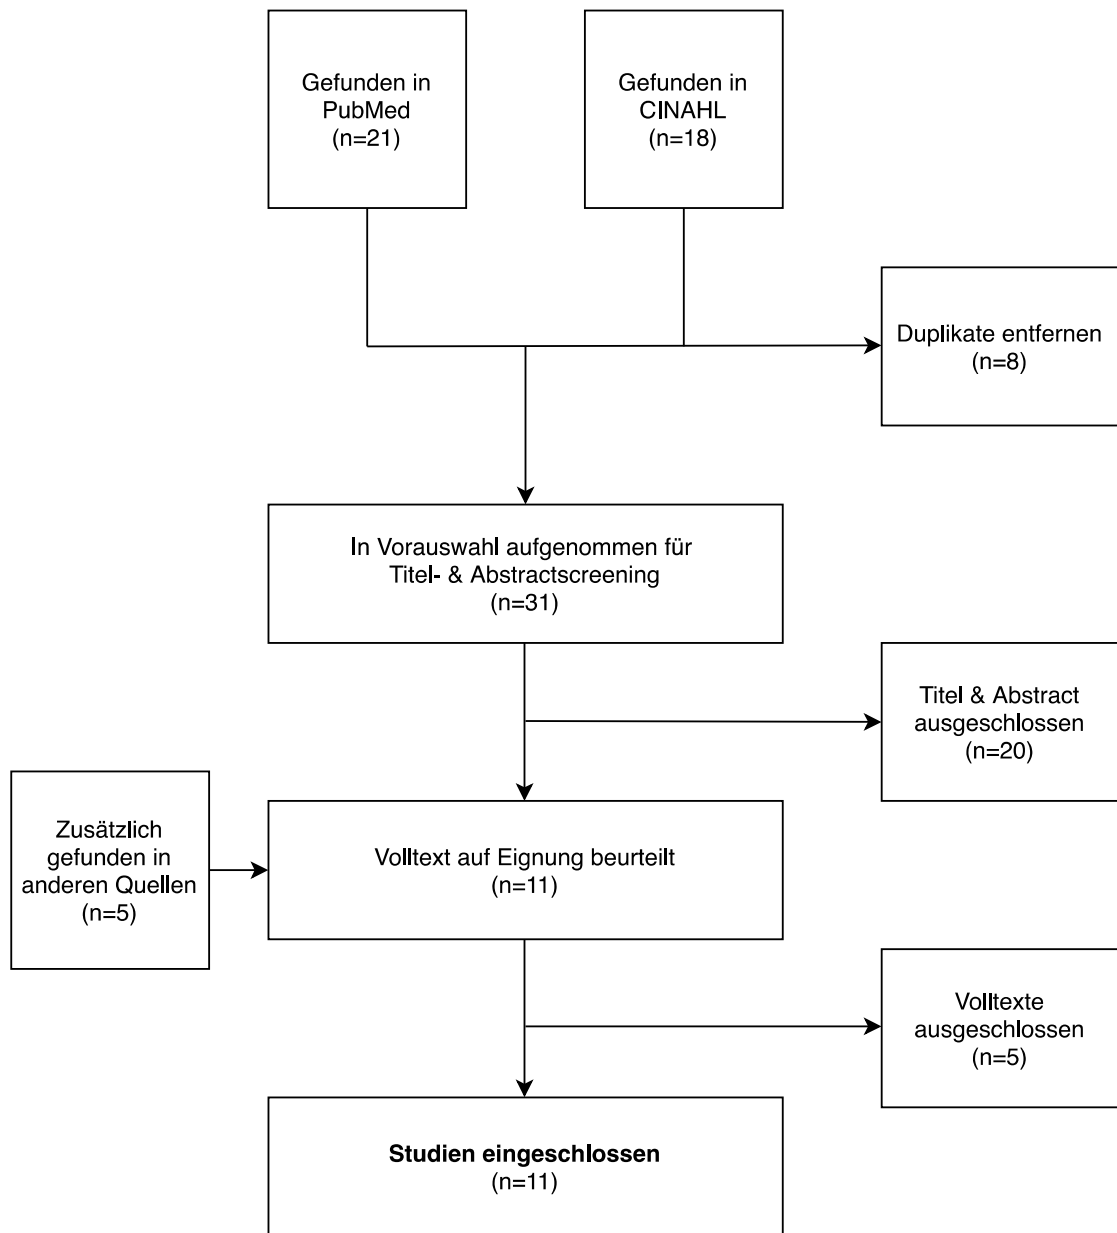 Gefunden in
PubMed
(n=21)
Gefunden in
CINAHL
(n=18)
Duplikate entfernen
(n=8)
In Vorauswahl aufgenommen für
Titel- & Abstractscreening
(n=31)
Titel & Abstract
ausgeschlossen
(n=20)
Zusätzlich
gefunden in
anderen Quellen
(n=5)
Volltext auf Eignung beurteilt
(n=11)
Volltexte
ausgeschlossen
(n=5)
Studien eingeschlossen
(n=11)